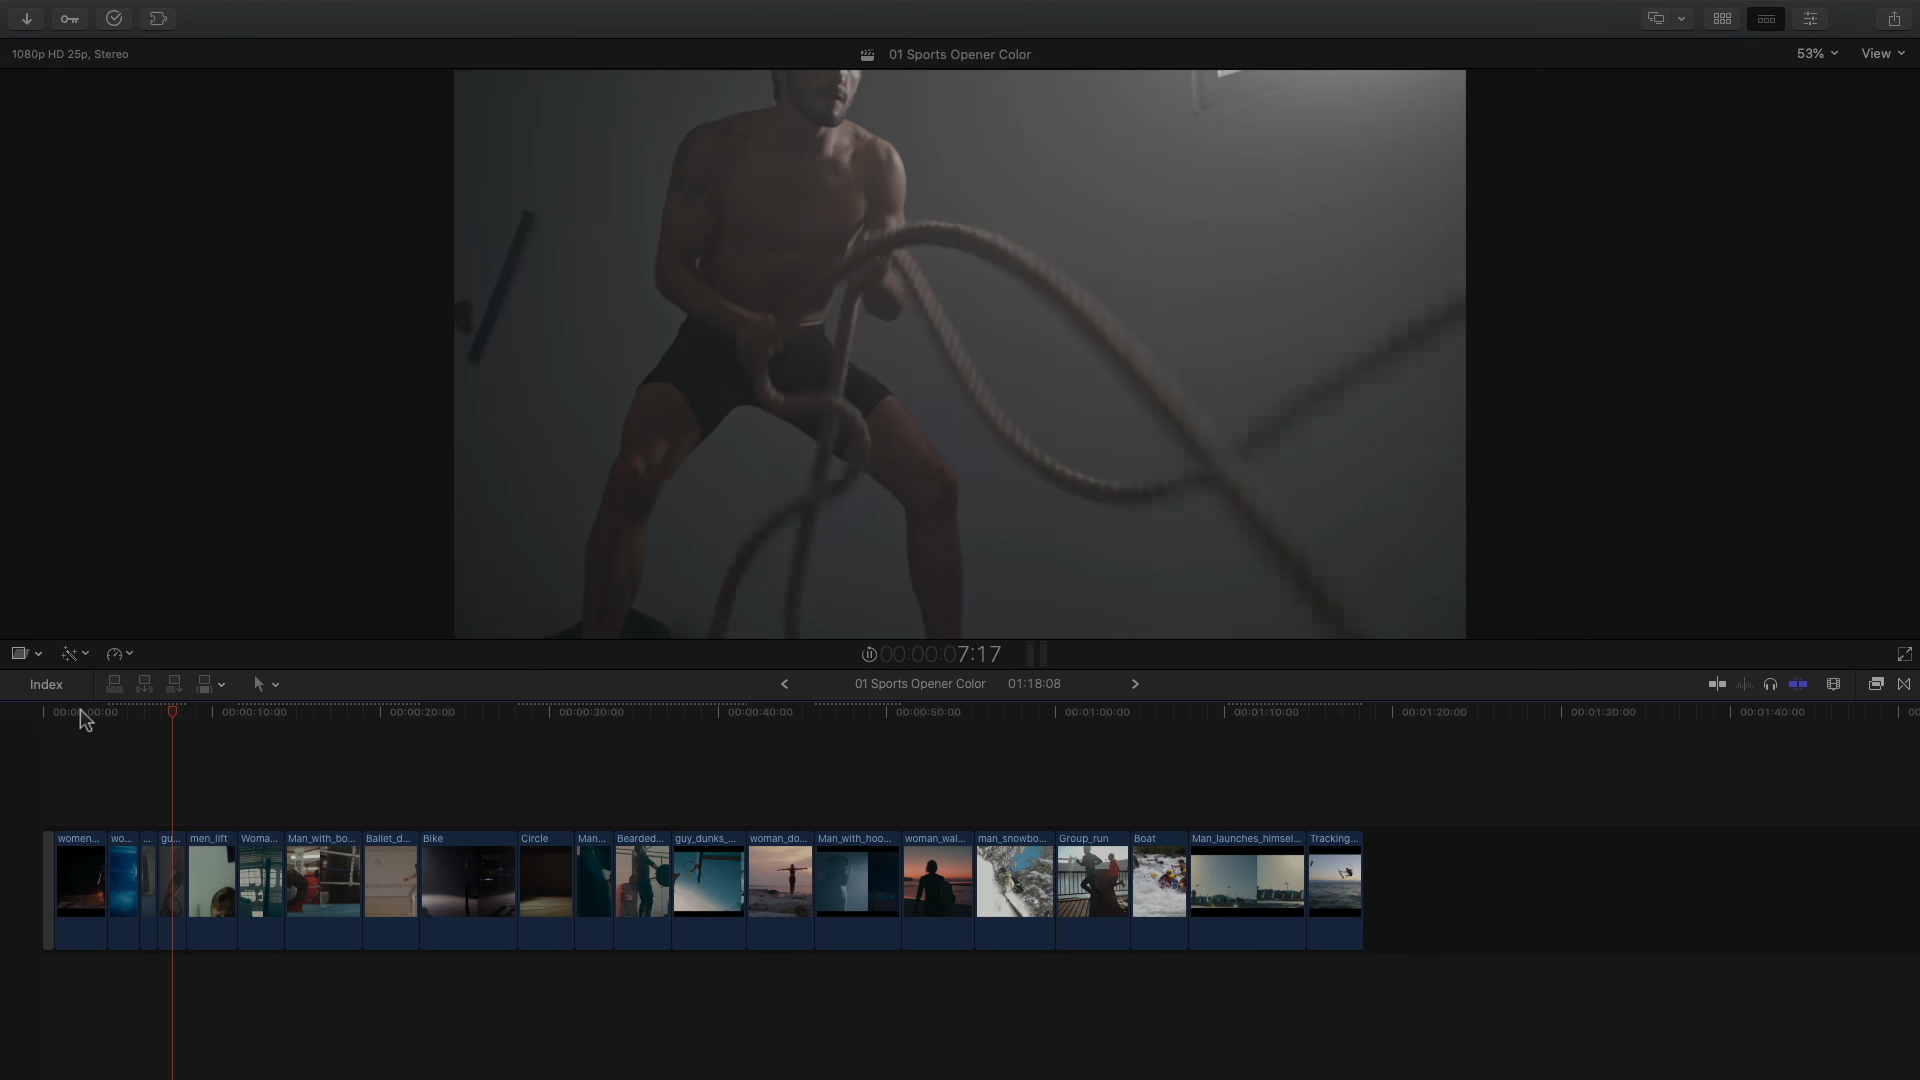 1080p HD 25p, Stereo
01 Sports Opener Color
53%
View
00:00:07:17
Index
01 Sports Opener Color
01:18:08
00:00:00:00
00:00:10:00
00:00:20:00
00:00:30:00
00:00:40:00
00:00:50:00
00:01:00:00
00:01:10:00
00:01:20:00
00:01:30:00
00:01:40:00
women...
wo...
...
gu...
men_lift
Woma...
Man_with_bo...
Ballet_d...
Bike
Circle
Man...
Bearded...
guy_dunks_...
woman_do...
Man_with_hoo...
woman_wal...
man_snowbo...
Group_run
Boat
Man_launches_himsel...
Tracking...